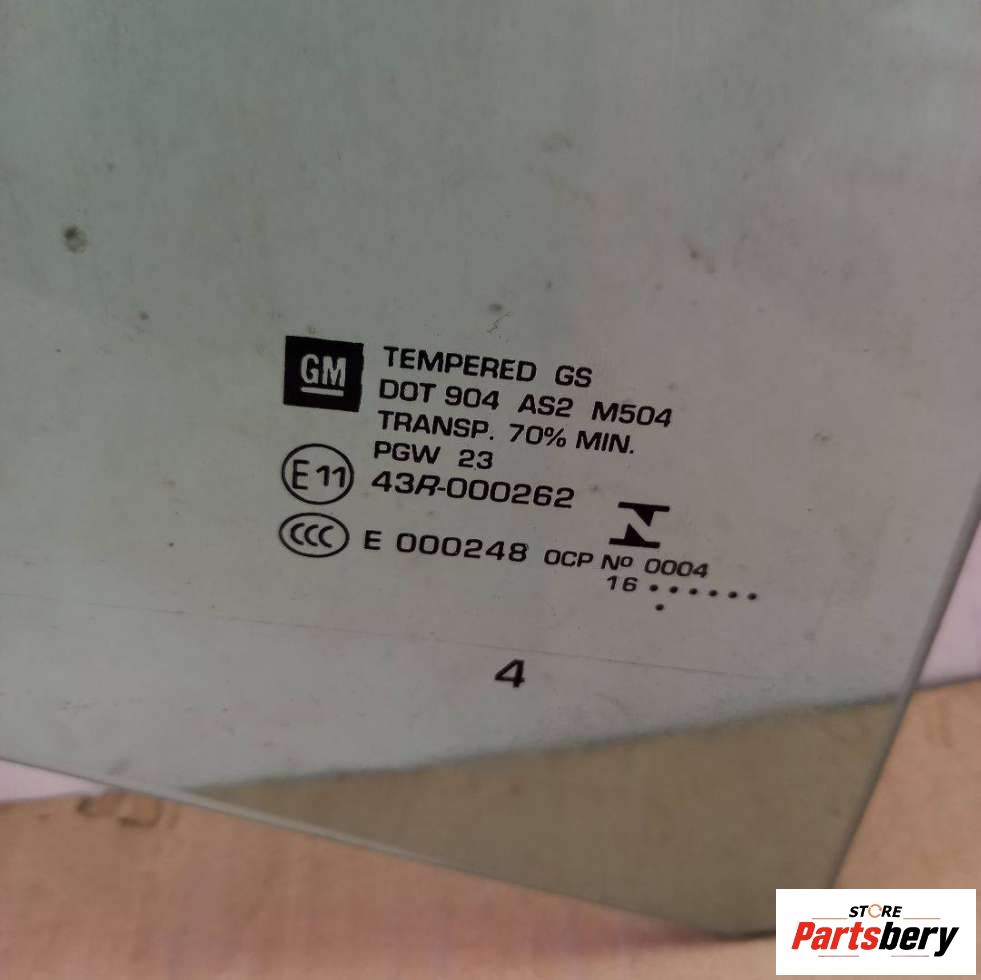 GM
TEMPERED GS
DOT 904 AS2 M504
TRANSP. 70% MIN.
PGW 23
E11 43R-000262
CCC E 000248 OCP Nº 0004
16 ······
·
4
STORE
Partsbery